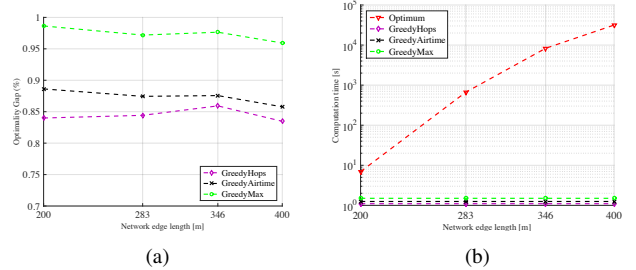 1
0.95
0.9
0.85
0.8
0.75
0.7
Optimality Gap (%)
200
283
346
400
Network edge length [m]
GreedyHops
GreedyAirtime
GreedyMax
(a)
10^6
10^5
10^4
10^3
10^2
10^1
10^0
Computation time [s]
200
283
346
400
Network edge length [m]
Optimum
GreedyHops
GreedyAirtime
GreedyMax
(b)